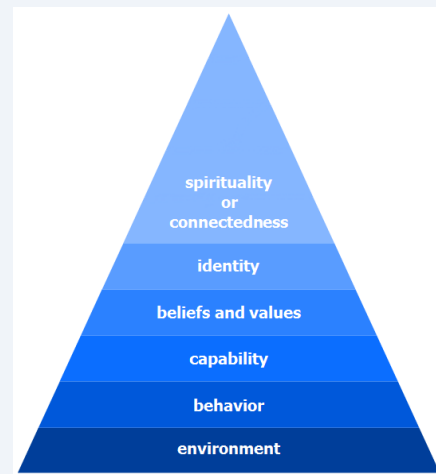 spirituality
or
connectedness
identity
beliefs and values
capability
behavior
environment